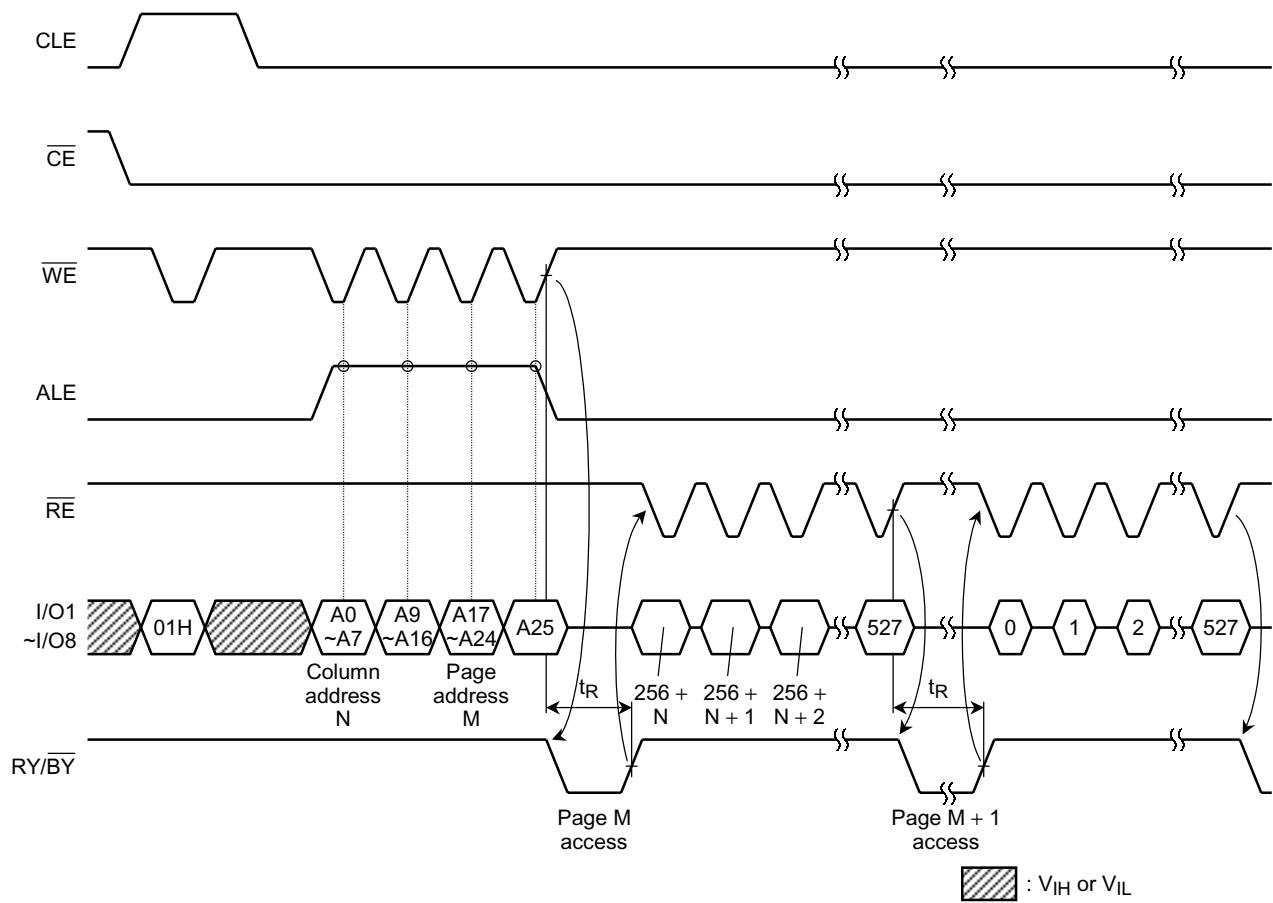 CLE
CE
WE
ALE
RE
I/O1
~I/O8
01H
A0
~A7
A9
~A16
A17
~A24
A25
527
0
1
2
527
Column
address
N
Page
address
M
tR
256 +
N
256 +
N + 1
256 +
N + 2
tR
RY/BY
Page M
access
Page M + 1
access
: VIH or VIL